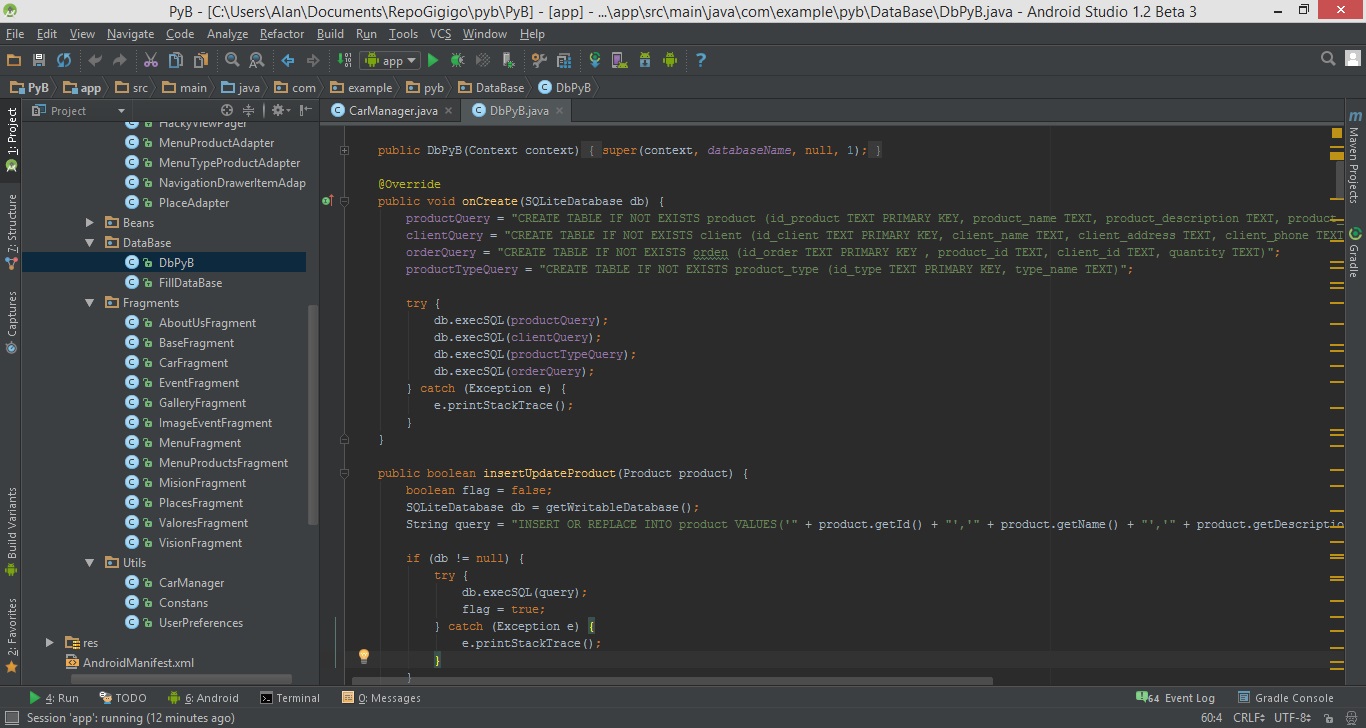 PyB - [C:\Users\Alan\Documents\RepoGigigo\pyb\PyB] - [app] - ...\app\src\main\java\com\example\pyb\DataBase\DbPyB.java - Android Studio 1.2 Beta 3
File Edit View Navigate Code Analyze Refactor Build Run Tools VCS Window Help
app
PyB app src main java com example pyb DataBase DbPyB
Project
CarManager.java DbPyB.java
1: Project
7: Structure
Captures
Build Variants
2: Favorites
HackyViewPager
MenuProductAdapter
MenuTypeProductAdapter
NavigationDrawerItemAdap
PlaceAdapter
Beans
DataBase
DbPyB
FillDataBase
Fragments
AboutUsFragment
BaseFragment
CarFragment
EventFragment
GalleryFragment
ImageEventFragment
MenuFragment
MenuProductsFragment
MisionFragment
PlacesFragment
ValoresFragment
VisionFragment
Utils
CarManager
Constans
UserPreferences
res
AndroidManifest.xml
public DbPyB(Context context) { super(context, databaseName, null, 1); }
@Override
public void onCreate(SQLiteDatabase db) {
productQuery = "CREATE TABLE IF NOT EXISTS product (id_product TEXT PRIMARY KEY, product_name TEXT, product_description TEXT, product
clientQuery = "CREATE TABLE IF NOT EXISTS client (id_client TEXT PRIMARY KEY, client_name TEXT, client_address TEXT, client_phone TEXT
orderQuery = "CREATE TABLE IF NOT EXISTS orden (id_order TEXT PRIMARY KEY , product_id TEXT, client_id TEXT, quantity TEXT)";
productTypeQuery = "CREATE TABLE IF NOT EXISTS product_type (id_type TEXT PRIMARY KEY, type_name TEXT)";
try {
db.execSQL(productQuery);
db.execSQL(clientQuery);
db.execSQL(productTypeQuery);
db.execSQL(orderQuery);
} catch (Exception e) {
e.printStackTrace();
}
}
public boolean insertUpdateProduct(Product product) {
boolean flag = false;
SQLiteDatabase db = getWritableDatabase();
String query = "INSERT OR REPLACE INTO product VALUES('" + product.getId() + "','" + product.getName() + "','" + product.getDescriptio
if (db != null) {
try {
db.execSQL(query);
flag = true;
} catch (Exception e) {
e.printStackTrace();
}
}
m
Maven Projects
Gradle
4: Run TODO 6: Android Terminal 0: Messages 64 Event Log Gradle Console
Session 'app': running (12 minutes ago) 60:4 CRLF UTF-8